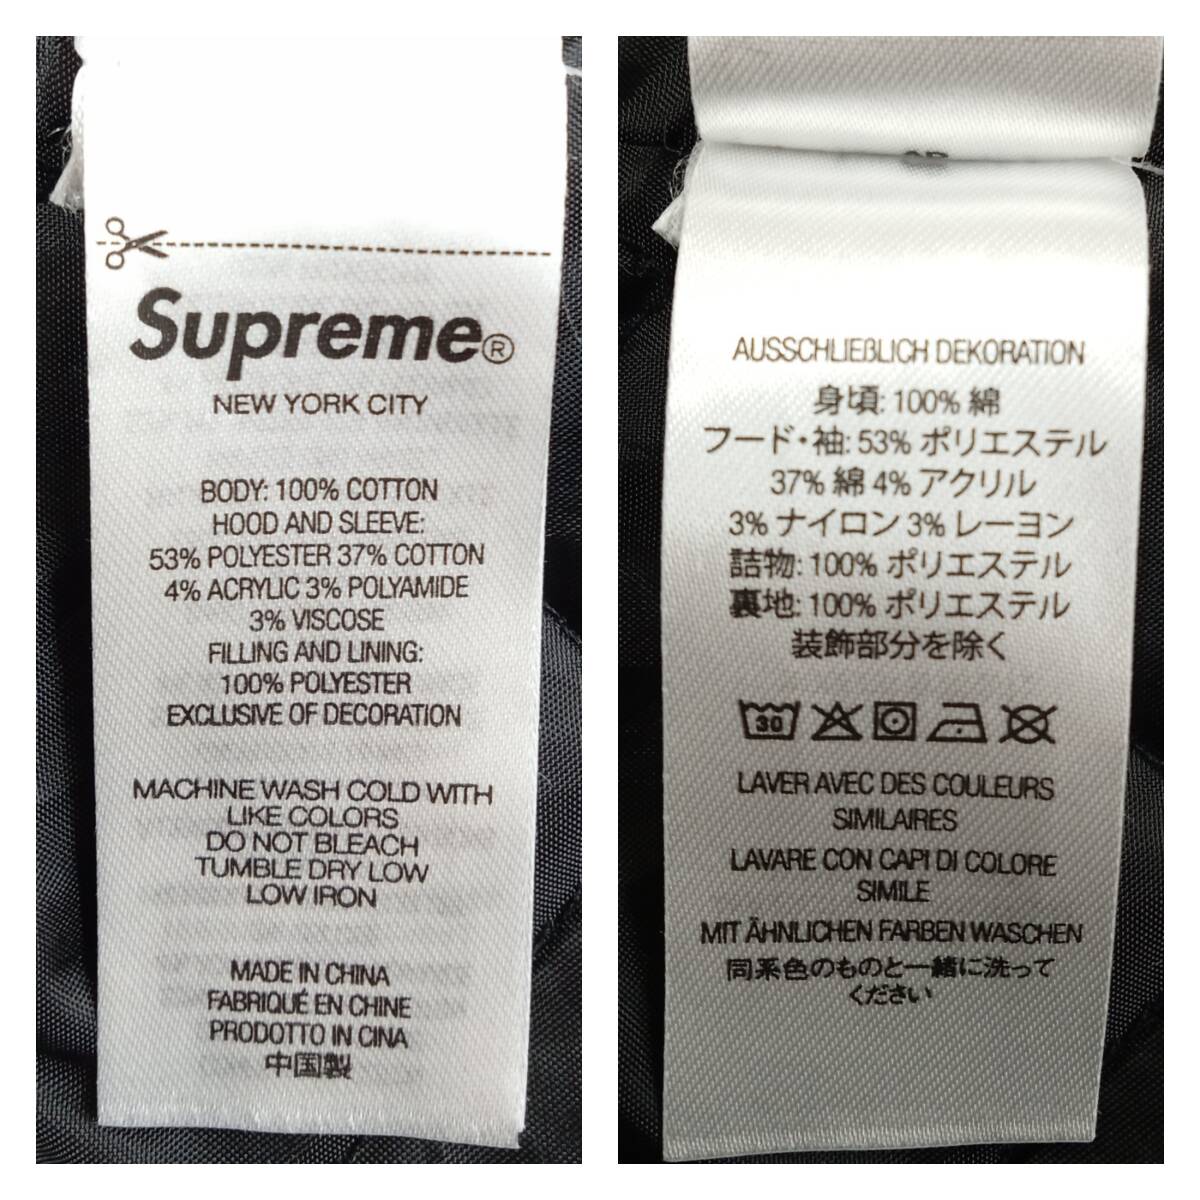 Supreme®
NEW YORK CITY
BODY: 100% COTTON
HOOD AND SLEEVE:
53% POLYESTER 37% COTTON
4% ACRYLIC 3% POLYAMIDE
3% VISCOSE
FILLING AND LINING:
100% POLYESTER
EXCLUSIVE OF DECORATION
MACHINE WASH COLD WITH
LIKE COLORS
DO NOT BLEACH
TUMBLE DRY LOW
LOW IRON
MADE IN CHINA
FABRIQUÉ EN CHINE
PRODOTTO IN CINA
中国製
AUSSCHLIEßLICH DEKORATION
身頃: 100% 綿
フード・袖: 53% ポリエステル
37% 綿 4% アクリル
3% ナイロン 3% レーヨン
詰物: 100% ポリエステル
裏地: 100% ポリエステル
装飾部分を除く
30
LAVER AVEC DES COULEURS
SIMILAIRES
LAVARE CON CAPI DI COLORE
SIMILE
MIT ÄHNLICHEN FARBEN WASCHEN
同系色のものと一緒に洗って
ください